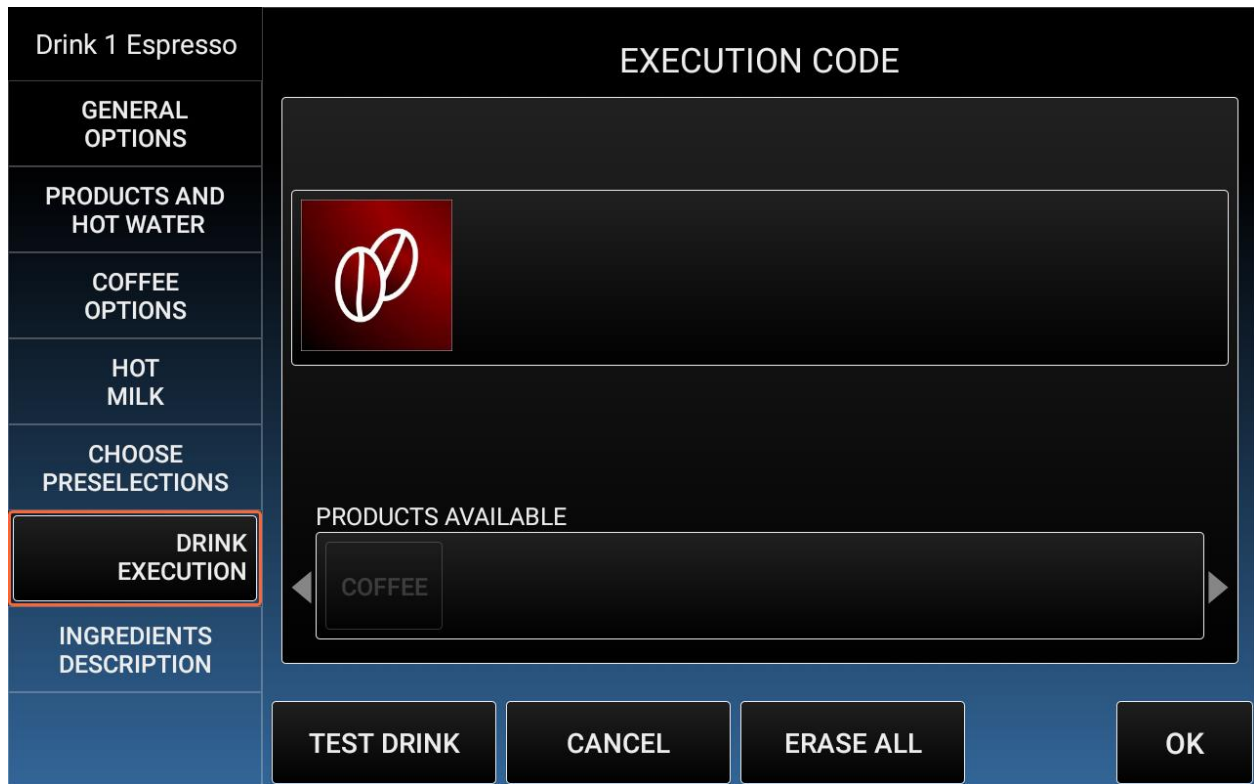 Drink 1 Espresso
EXECUTION CODE
GENERAL
OPTIONS
PRODUCTS AND
HOT WATER
COFFEE
OPTIONS
HOT
MILK
CHOOSE
PRESELECTIONS
DRINK
EXECUTION
INGREDIENTS
DESCRIPTION
PRODUCTS AVAILABLE
COFFEE
TEST DRINK
CANCEL
ERASE ALL
OK